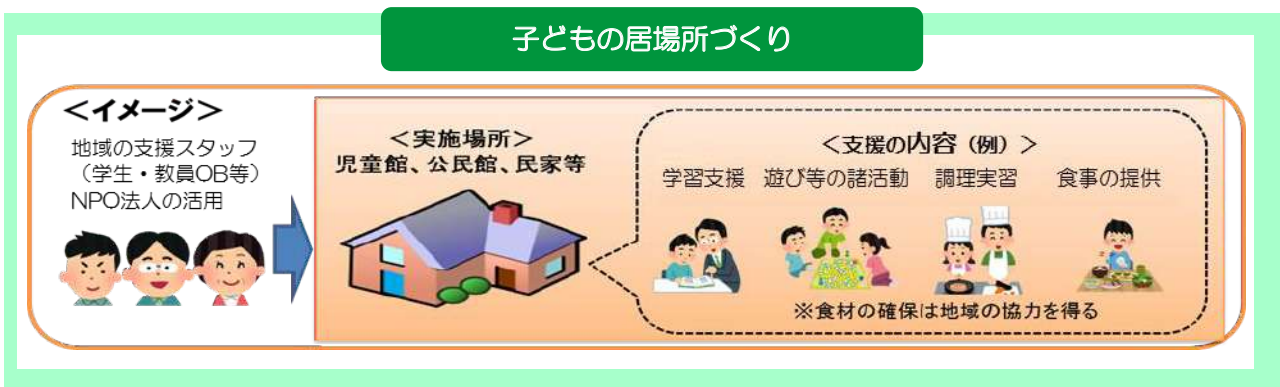 子どもの居場所づくり
＜イメージ＞
地域の支援スタッフ
（学生・教員OB等）
NPO法人の活用
＜実施場所＞
児童館、公民館、民家等
＜支援の内容（例）＞
学習支援　遊び等の諸活動　調理実習　食事の提供
※食材の確保は地域の協力を得る